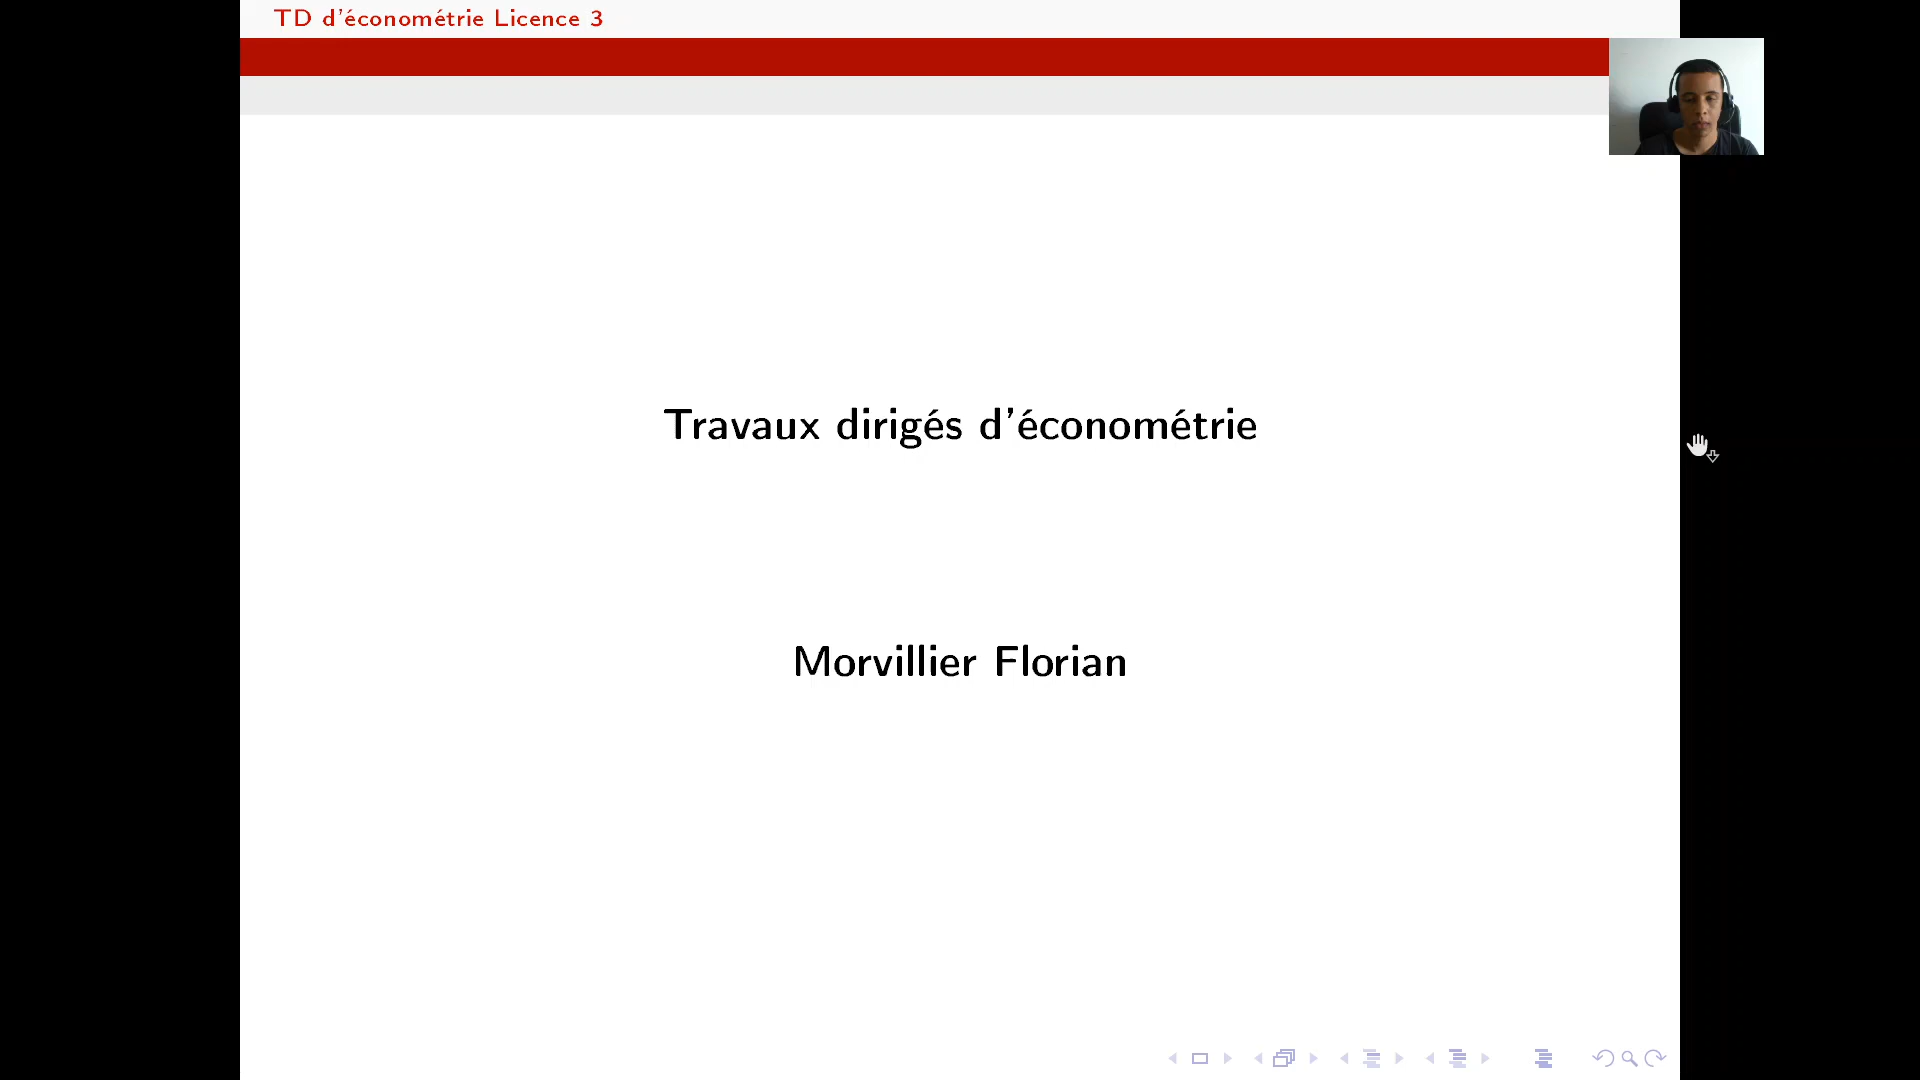 TD d'économétrie Licence 3
Travaux dirigés d'économétrie
Morvillier Florian